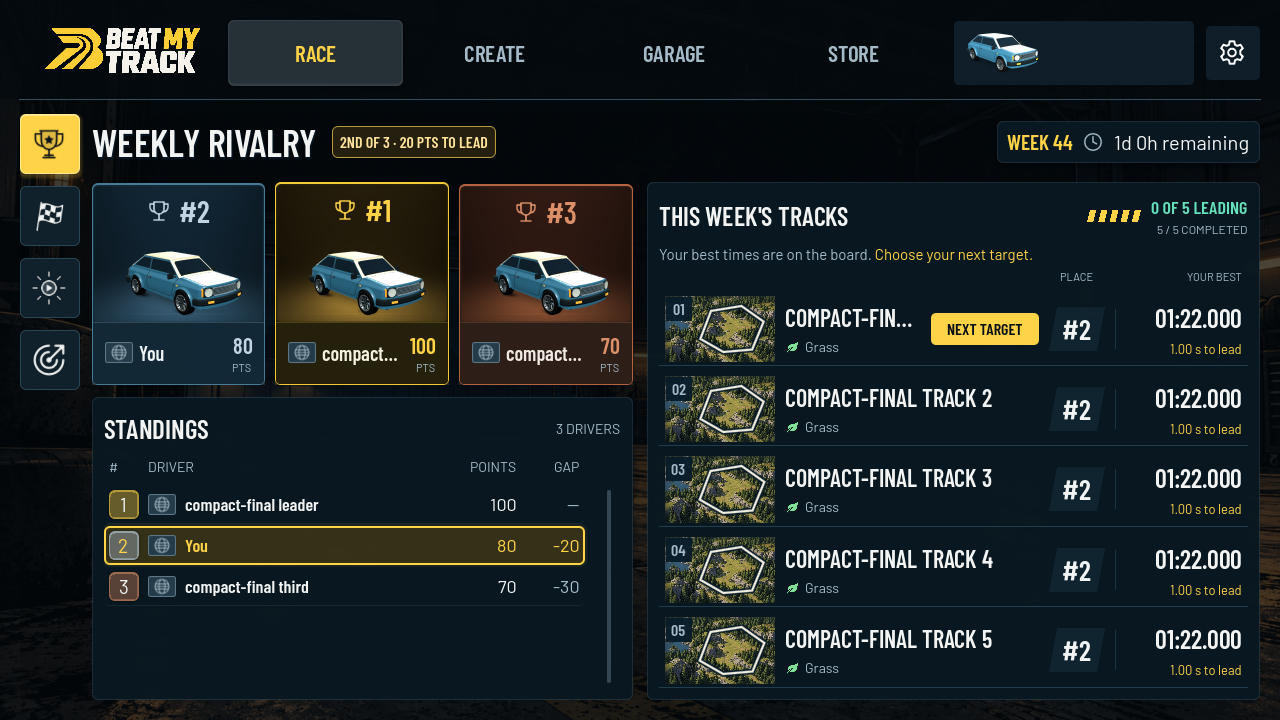 BEAT MY TRACK
RACE
CREATE
GARAGE
STORE
WEEKLY RIVALRY
2ND OF 3 · 20 PTS TO LEAD
WEEK 44
1d 0h remaining
#2
You
80
PTS
#1
compact...
100
PTS
#3
compact...
70
PTS
STANDINGS
3 DRIVERS
# DRIVER POINTS GAP
1 compact-final leader 100 —
2 You 80 -20
3 compact-final third 70 -30
THIS WEEK'S TRACKS
0 OF 5 LEADING
5 / 5 COMPLETED
Your best times are on the board. Choose your next target.
PLACE YOUR BEST
01 COMPACT-FIN... NEXT TARGET #2 01:22.000
Grass 1.00 s to lead
02 COMPACT-FINAL TRACK 2 #2 01:22.000
Grass 1.00 s to lead
03 COMPACT-FINAL TRACK 3 #2 01:22.000
Grass 1.00 s to lead
04 COMPACT-FINAL TRACK 4 #2 01:22.000
Grass 1.00 s to lead
05 COMPACT-FINAL TRACK 5 #2 01:22.000
Grass 1.00 s to lead